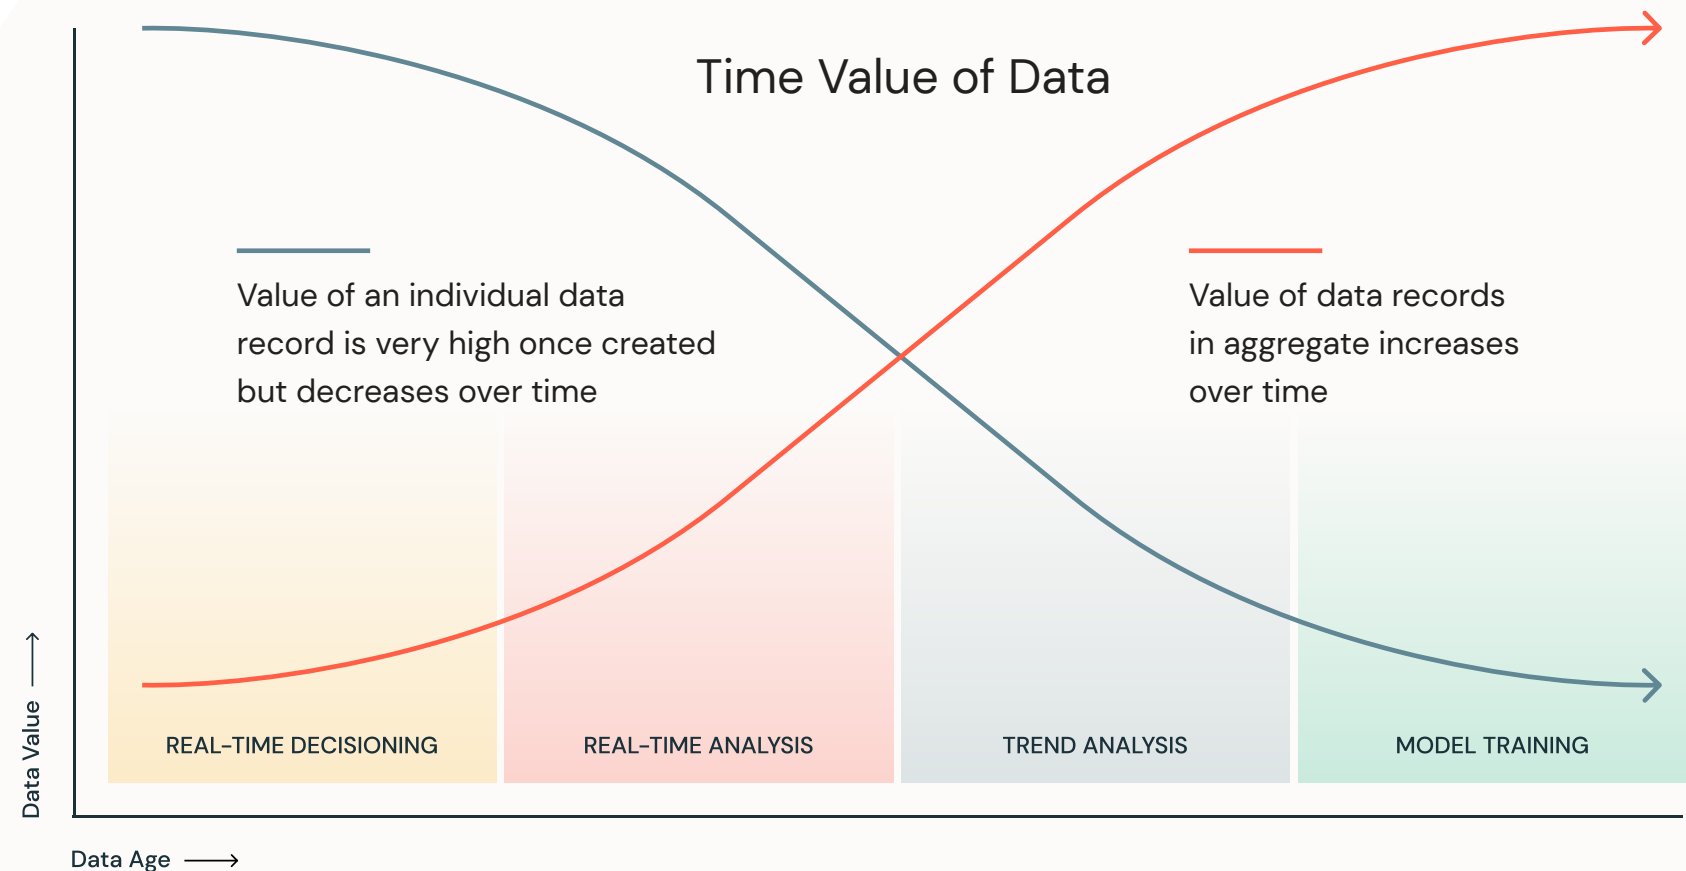 Time Value of Data
Value of an individual data
record is very high once created
but decreases over time
Value of data records
in aggregate increases
over time
REAL-TIME DECISIONING
REAL-TIME ANALYSIS
TREND ANALYSIS
MODEL TRAINING
Data Value
Data Age